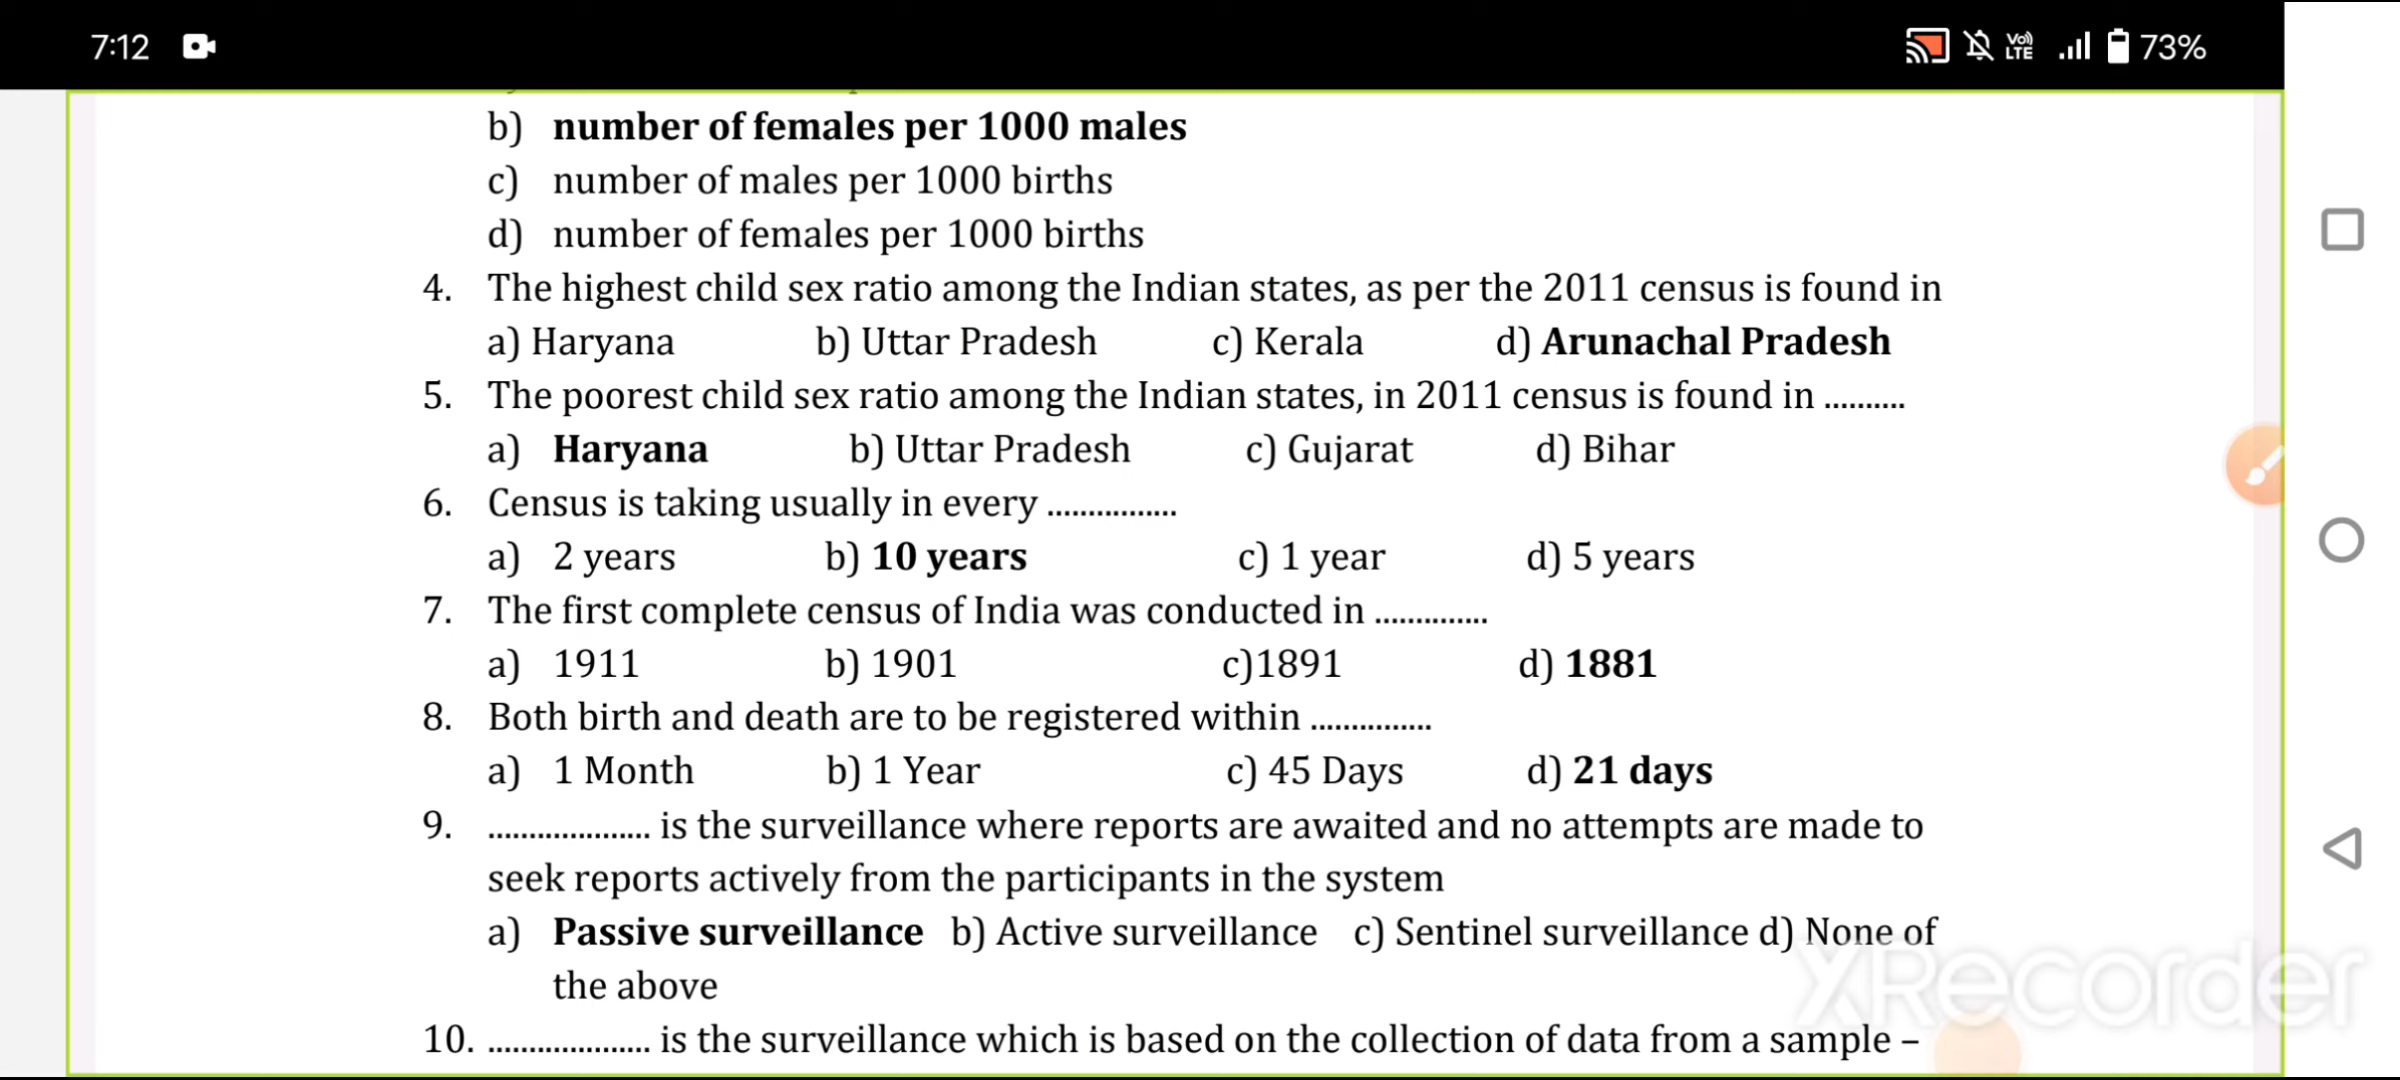 7:12 Vo) LTE 73%
b) number of females per 1000 males
c) number of males per 1000 births
d) number of females per 1000 births
4. The highest child sex ratio among the Indian states, as per the 2011 census is found in
a) Haryana b) Uttar Pradesh c) Kerala d) Arunachal Pradesh
5. The poorest child sex ratio among the Indian states, in 2011 census is found in ..........
a) Haryana b) Uttar Pradesh c) Gujarat d) Bihar
6. Census is taking usually in every ................
a) 2 years b) 10 years c) 1 year d) 5 years
7. The first complete census of India was conducted in ..............
a) 1911 b) 1901 c)1891 d) 1881
8. Both birth and death are to be registered within ...............
a) 1 Month b) 1 Year c) 45 Days d) 21 days
9. .................... is the surveillance where reports are awaited and no attempts are made to
seek reports actively from the participants in the system
a) Passive surveillance b) Active surveillance c) Sentinel surveillance d) None of
the above
XRecorder
10. .................... is the surveillance which is based on the collection of data from a sample –